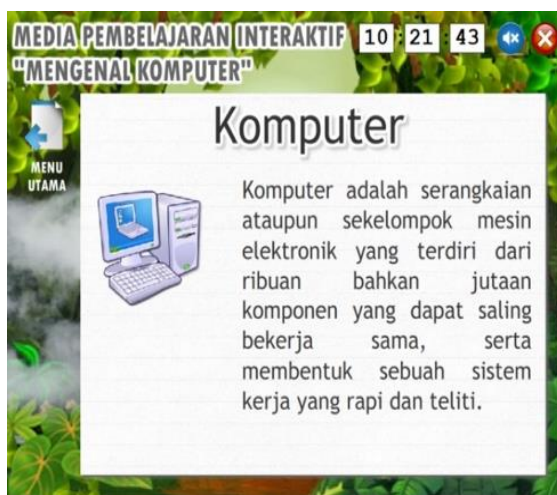 MEDIA PEMBELAJARAN INTERAKTIF 10 : 21 : 43
"MENGENAL KOMPUTER"
MENU
UTAMA
Komputer
Komputer adalah serangkaian
ataupun sekelompok mesin
elektronik yang terdiri dari
ribuan bahkan jutaan
komponen yang dapat saling
bekerja sama, serta
membentuk sebuah sistem
kerja yang rapi dan teliti.